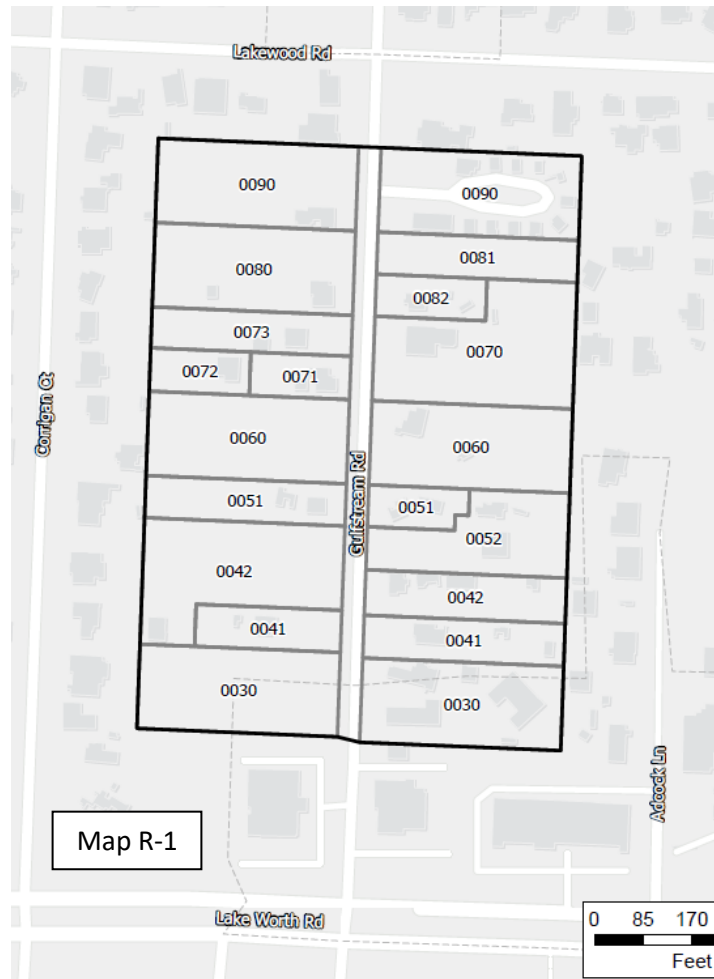 Lakewood Rd
0090
0090
0081
0080
0082
0073
0070
0072
0071
Corrigan Ct
0060
0060
Gulfstream Rd
0051
0051
0052
0042
0042
0041
0041
0030
0030
Adcock Ln
Map R-1
Lake Worth Rd
0 85 170
Feet